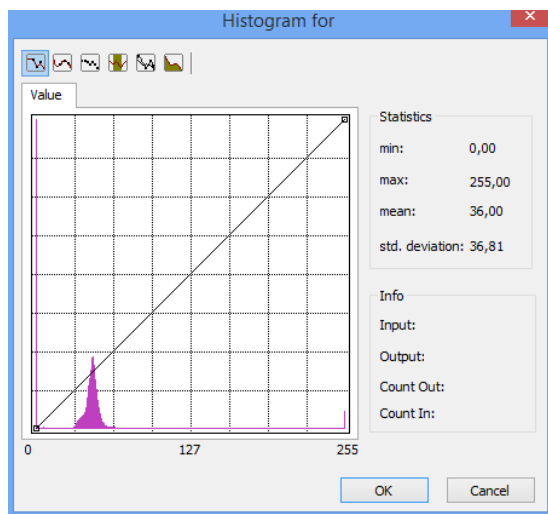 Histogram for
Value
Statistics
min: 0,00
max: 255,00
mean: 36,00
std. deviation: 36,81
Info
Input:
Output:
Count Out:
Count In:
0 127 255
OK Cancel